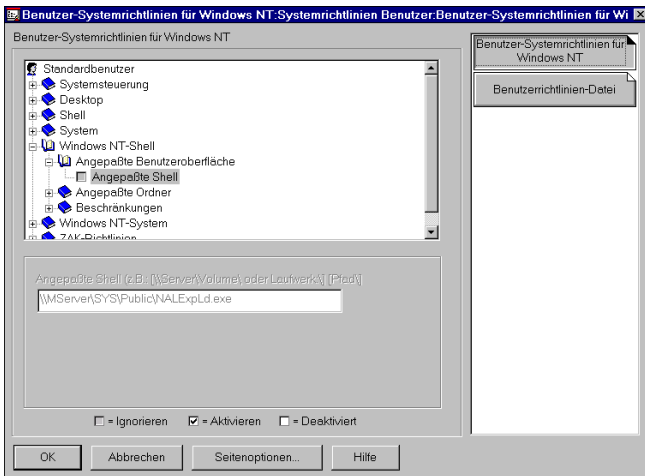 Benutzer-Systemrichtlinien für Windows NT:Systemrichtlinien Benutzer:Benutzer-Systemrichtlinien für Wi
Benutzer-Systemrichtlinien für Windows NT
Standardbenutzer
Systemsteuerung
Desktop
Shell
System
Windows NT-Shell
Angepaßte Benutzeroberfläche
Angepaßte Shell
Angepaßte Ordner
Beschränkungen
Windows NT-System
ZAK-Richtlinien
Angepaßte Shell (z.B.: [\\Server\Volume\ oder Laufwerk:\] [Pfad\]
\\MServer\SYS\Public\NALExpLd.exe
= Ignorieren = Aktivieren = Deaktiviert
OK Abbrechen Seitenoptionen... Hilfe
Benutzer-Systemrichtlinien für
Windows NT
Benutzerrichtlinien-Datei